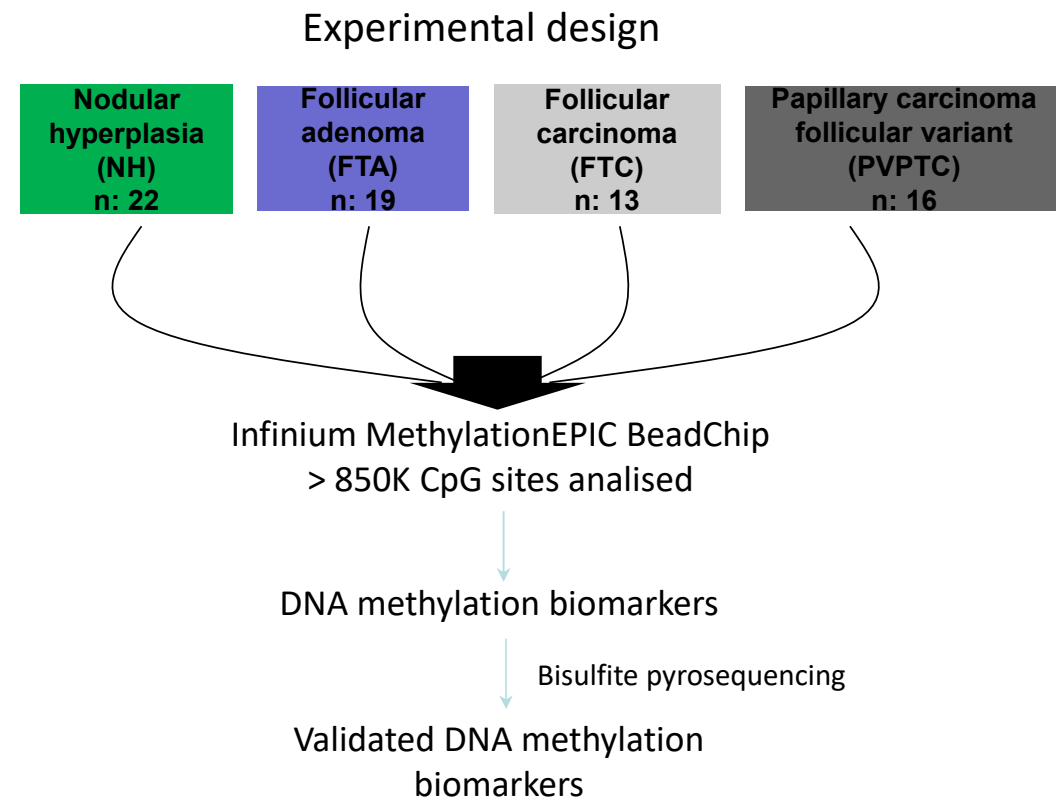 Experimental design
Nodular
hyperplasia
(NH)
n: 22
Follicular
adenoma
(FTA)
n: 19
Follicular
carcinoma
(FTC)
n: 13
Papillary carcinoma
follicular variant
(PVPTC)
n: 16
Infinium MethylationEPIC BeadChip
> 850K CpG sites analised
DNA methylation biomarkers
Bisulfite pyrosequencing
Validated DNA methylation
biomarkers